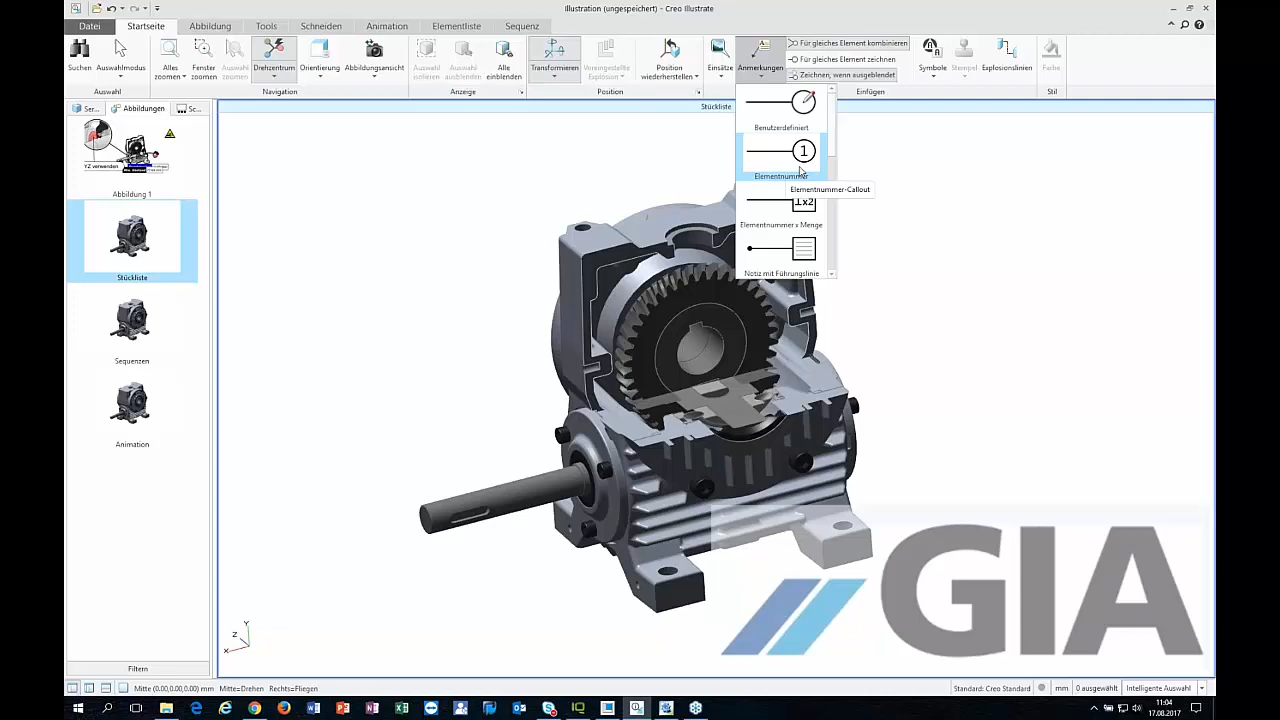 Illustration (ungespeichert) - Creo Illustrate
Datei
Startseite
Abbildung
Tools
Schneiden
Animation
Elementliste
Sequenz
Suchen
Auswahlmodus
Alles zoomen
Fenster zoomen
Auswahl zoomen
Drehzentrum
Orientierung
Abbildungsansicht
Auswahl isolieren
Auswahl ausblenden
Alle einblenden
Transformieren
Voreingestellte Explosion
Position wiederherstellen
Einsätze
Anmerkungen
Für gleiches Element kombinieren
Für gleiches Element zeichnen
Zeichnen, wenn ausgeblendet
Symbole
Stempel
Explosionslinien
Farbe
Auswahl
Navigation
Anzeige
Position
Einfügen
Stil
Ser...
Abbildungen
Sc...
Stückliste
YZ verwenden
Abbildung 1
Stückliste
Sequenzen
Animation
Filtern
Benutzerdefiniert
1
Elementnummer
Elementnummer-Callout
1x2
Elementnummer x Menge
Notiz mit Führungslinie
Y
Z
X
GIA
Mitte (0.00,0.00,0.00) mm Mitte=Drehen Rechts=Fliegen
Standard: Creo Standard
mm
0 ausgewählt
Intelligente Auswahl
11:04
17.08.2017